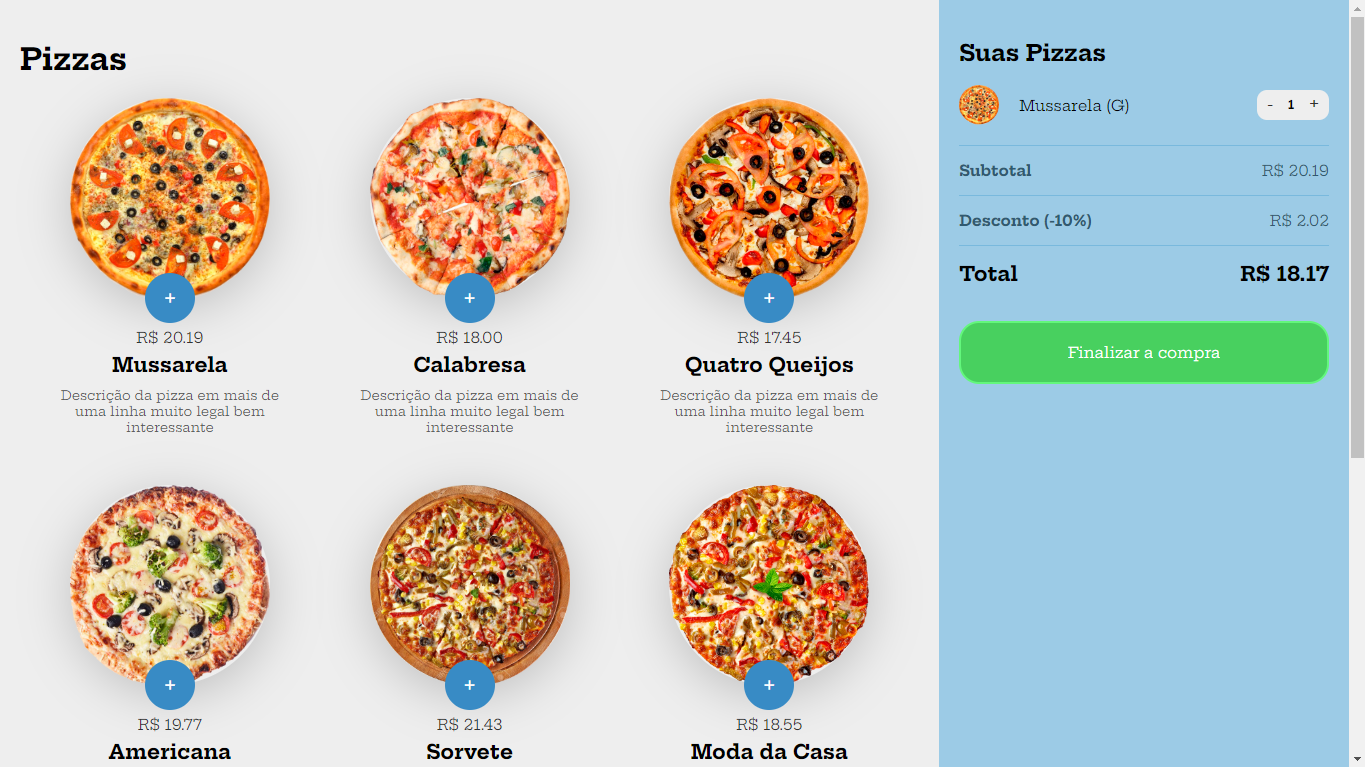 Pizzas
+
+
+
R$ 20.19
R$ 18.00
R$ 17.45
Mussarela
Calabresa
Quatro Queijos
Descrição da pizza em mais de
uma linha muito legal bem
interessante
Descrição da pizza em mais de
uma linha muito legal bem
interessante
Descrição da pizza em mais de
uma linha muito legal bem
interessante
+
+
+
R$ 19.77
R$ 21.43
R$ 18.55
Americana
Sorvete
Moda da Casa
Suas Pizzas
Mussarela (G) - 1 +
Subtotal R$ 20.19
Desconto (-10%) R$ 2.02
Total R$ 18.17
Finalizar a compra